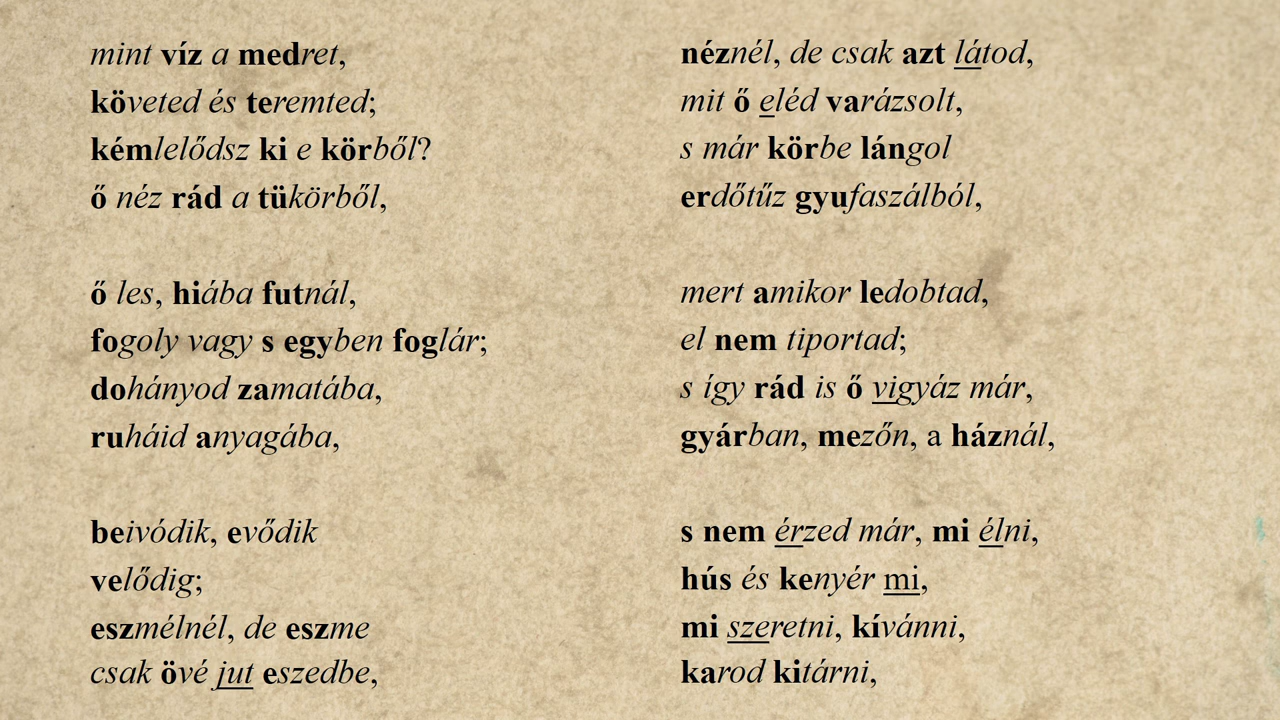 mint víz a medret,
követed és teremted;
kémlelődsz ki e körből?
ő néz rád a tükörből,
ő les, hiába futnál,
fogoly vagy s egyben foglár;
dohányod zamatába,
ruháid anyagába,
beivódik, evődik
velődig;
eszmélnél, de eszme
csak övé jut eszedbe,
néznél, de csak azt látod,
mit ő eléd varázsolt,
s már körbe lángol
erdőtűz gyufaszálból,
mert amikor ledobtad,
el nem tiportad;
s így rád is ő vigyáz már,
gyárban, mezőn, a háznál,
s nem érzed már, mi élni,
hús és kenyér mi,
mi szeretni, kívánni,
karod kitárni,